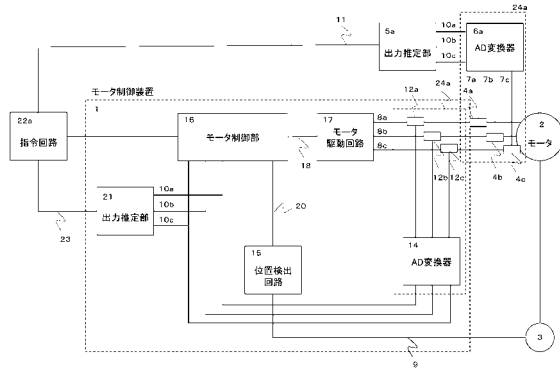 24a
11
5a
出力推定部
10a
10b
10c
6a
AD変換器
7a 7b 7c
モータ制御装置
1
22a
指令回路
16
モータ制御部
18
17
モータ
駆動回路
8a
8b
8c
12a
24a
4a
12b
12c
4b
4c
2
モータ
21
出力推定部
10a
10b
10c
23
20
15
位置検出
回路
14
AD変換器
3
9